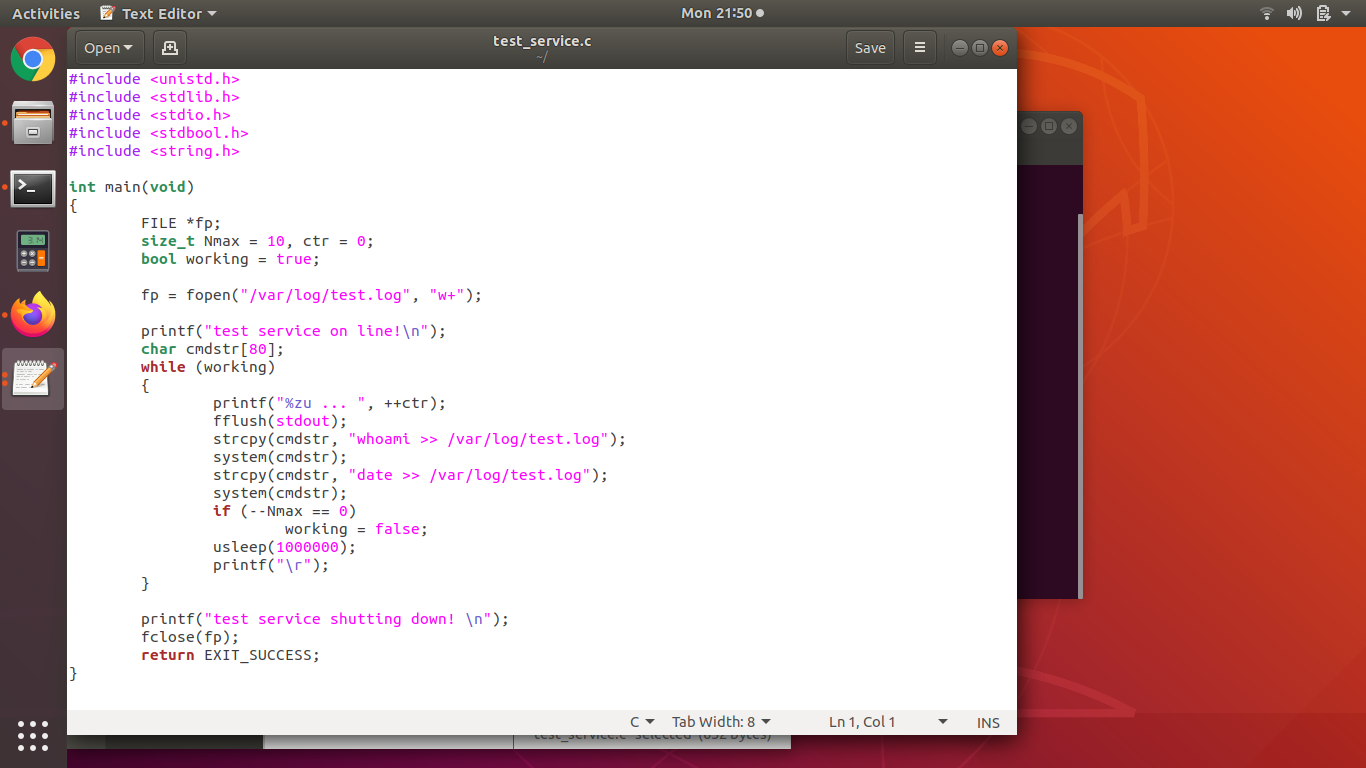 Activities Text Editor Mon 21:50
Open test_service.c Save
~/
#include <unistd.h>
#include <stdlib.h>
#include <stdio.h>
#include <stdbool.h>
#include <string.h>
int main(void)
{
FILE *fp;
size_t Nmax = 10, ctr = 0;
bool working = true;
fp = fopen("/var/log/test.log", "w+");
printf("test service on line!\n");
char cmdstr[80];
while (working)
{
printf("%zu ... ", ++ctr);
fflush(stdout);
strcpy(cmdstr, "whoami >> /var/log/test.log");
system(cmdstr);
strcpy(cmdstr, "date >> /var/log/test.log");
system(cmdstr);
if (--Nmax == 0)
working = false;
usleep(1000000);
printf("\r");
}
printf("test service shutting down! \n");
fclose(fp);
return EXIT_SUCCESS;
}
C Tab Width: 8 Ln 1, Col 1 INS